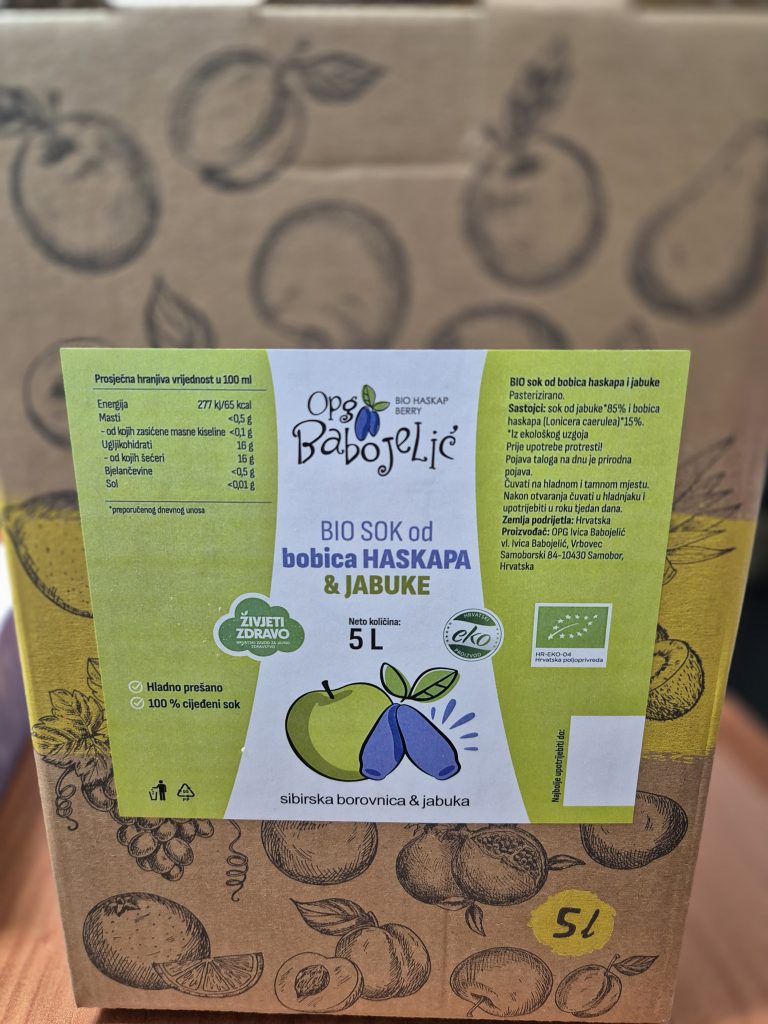 Prosječna hranjiva vrijednost u 100 ml
Energija 277 kj/65 kcal
Masti <0,5 g
- od kojih zasićene masne kiseline <0,1 g
Ugljikohidrati 16 g
- od kojih šećeri 16 g
Bjelančevine <0,5 g
Sol <0,01 g
*preporučenog dnevnog unosa
ŽIVJETI
ZDRAVO
Hladno prešano
100 % cijeđeni sok
Opg
BIO HASKAP
BERRY
Babojelić
BIO SOK od
bobica HASKAPA
& JABUKE
Neto količina:
5 L
HRVATSKI
eko
PROIZVOD
sibirska borovnica & jabuka
BIO sok od bobica haskapa i jabuke
Pasterizirano.
Sastojci: sok od jabuke*85% i bobica
haskapa (Lonicera caerulea)*15%.
*Iz ekološkog uzgoja
Prije upotrebe protresti!
Pojava taloga na dnu je prirodna
pojava.
Čuvati na hladnom i tamnom mjestu.
Nakon otvaranja čuvati u hladnjaku i
upotrijebiti u roku tjedan dana.
Zemlja podrijetla: Hrvatska
Proizvođač: OPG Ivica Babojelić
vl. Ivica Babojelić, Vrbovec
Samoborski 84-10430 Samobor,
Hrvatska
HR-EKO-04
Hrvatska poljoprivreda
Najbolje upotrijebiti do:
5l